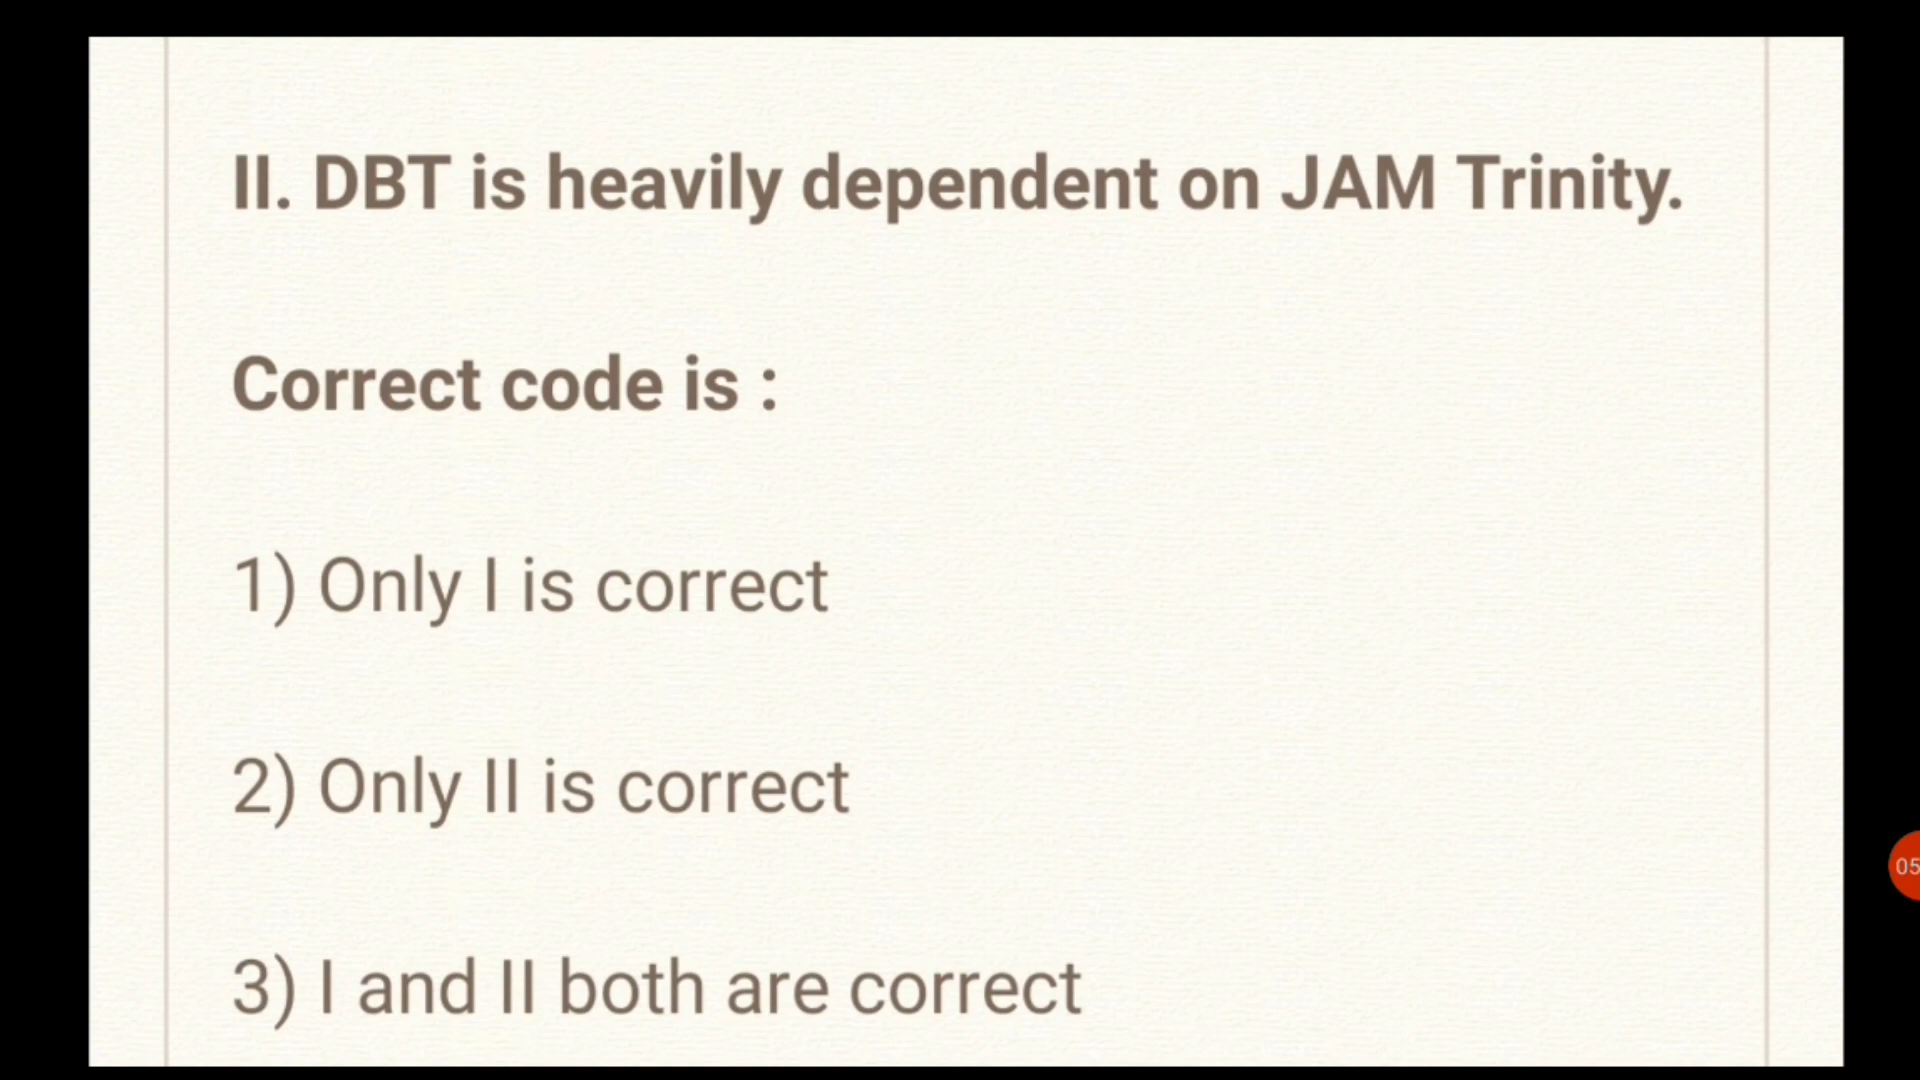 II. DBT is heavily dependent on JAM Trinity.
Correct code is :
1) Only I is correct
2) Only II is correct
05
3) I and II both are correct